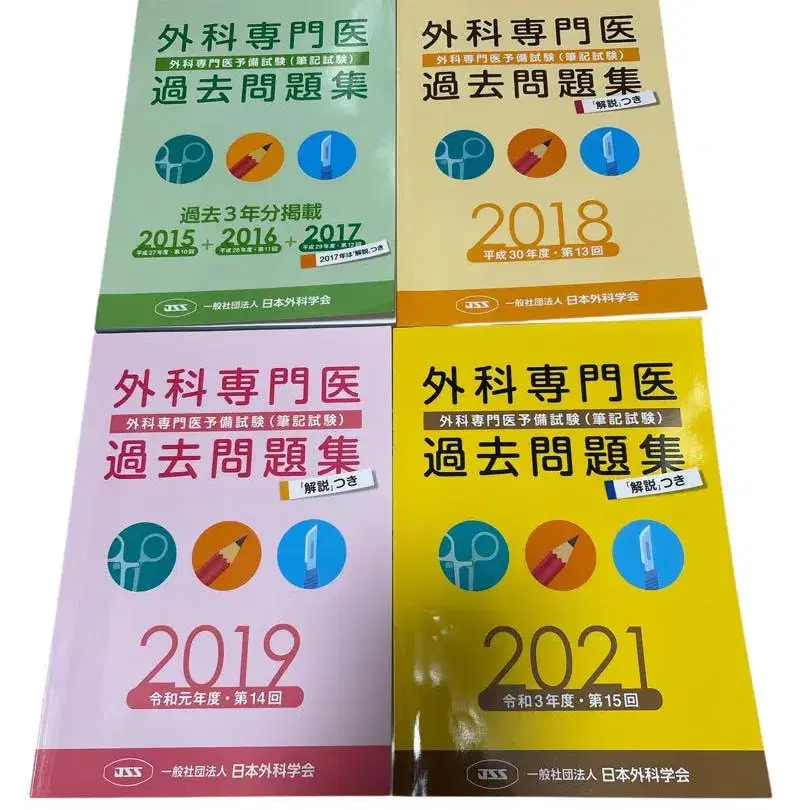 外科専門医
外科専門医予備試験(筆記試験)
過去問題集
過去3年分掲載
2015+2016+2017
平成27年度・第10回
平成28年度・第11回
平成29年度・第12回
2017年は「解説」つき
JSS 一般社団法人 日本外科学会
外科専門医
外科専門医予備試験(筆記試験)
過去問題集
「解説」つき
2018
平成30年度・第13回
JSS 一般社団法人 日本外科学会
外科専門医
外科専門医予備試験(筆記試験)
過去問題集
「解説」つき
2019
令和元年度・第14回
JSS 一般社団法人 日本外科学会
外科専門医
外科専門医予備試験(筆記試験)
過去問題集
「解説」つき
2021
令和3年度・第15回
JSS 一般社団法人 日本外科学会